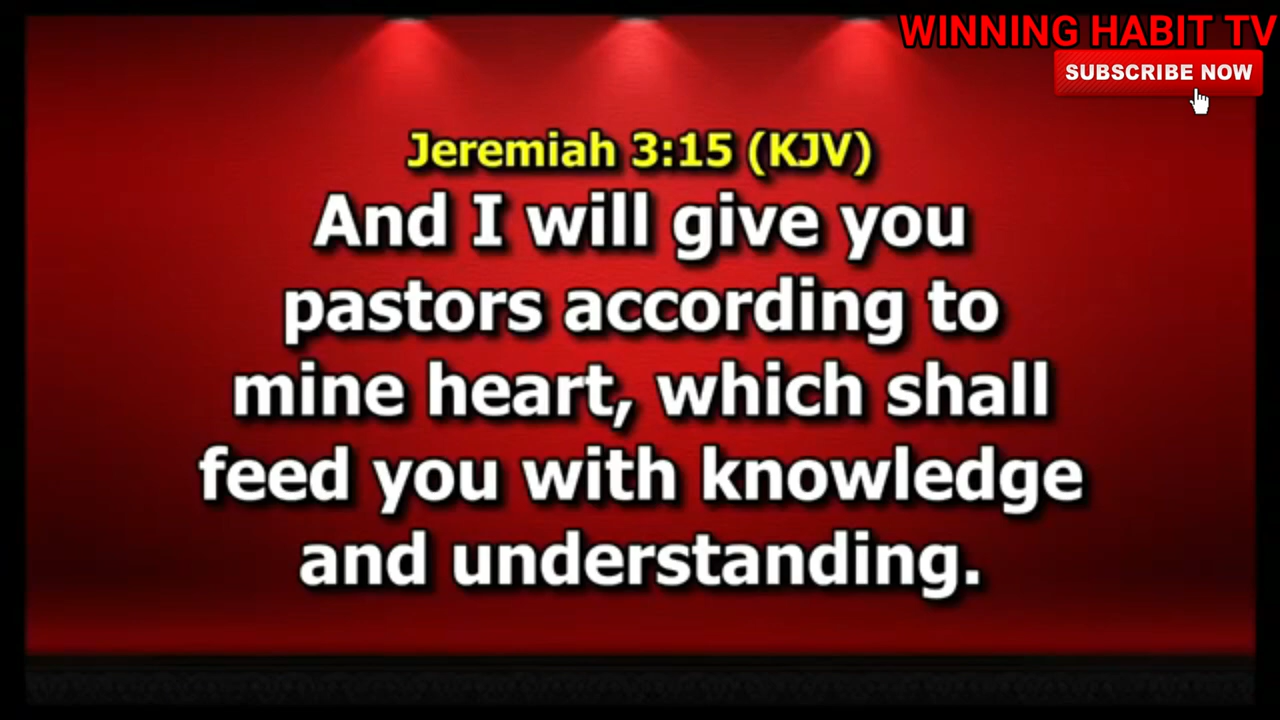 WINNING HABIT TV
SUBSCRIBE NOW
Jeremiah 3:15 (KJV)
And I will give you
pastors according to
mine heart, which shall
feed you with knowledge
and understanding.